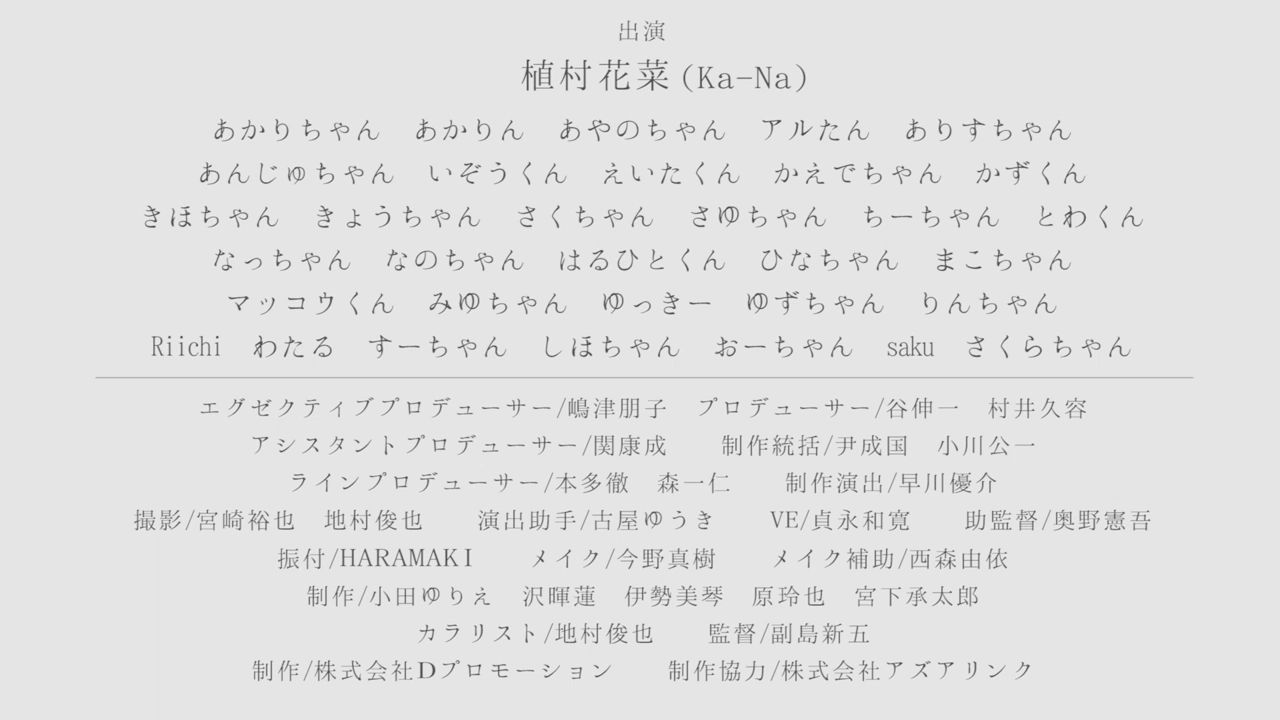 出演
植村花菜(Ka-Na)
あかりちゃん　あかりん　あやのちゃん　アルたん　ありすちゃん
あんじゅちゃん　いぞうくん　えいたくん　かえでちゃん　かずくん
きほちゃん　きょうちゃん　さくちゃん　さゆちゃん　ちーちゃん　とわくん
なっちゃん　なのちゃん　はるひとくん　ひなちゃん　まこちゃん
マッコウくん　みゆちゃん　ゆっきー　ゆずちゃん　りんちゃん
Riichi　わたる　すーちゃん　しほちゃん　おーちゃん　saku　さくらちゃん
エグゼクティブプロデューサー/嶋津朋子　プロデューサー/谷伸一　村井久容
アシスタントプロデューサー/関康成　　制作統括/尹成国　小川公一
ラインプロデューサー/本多徹　森一仁　　制作演出/早川優介
撮影/宮崎裕也　地村俊也　　演出助手/古屋ゆうき　　VE/貞永和寛　　助監督/奥野憲吾
振付/HARAMAKI　　メイク/今野真樹　　メイク補助/西森由依
制作/小田ゆりえ　沢暉蓮　伊勢美琴　原玲也　宮下承太郎
カラリスト/地村俊也　　監督/副島新五
制作/株式会社Dプロモーション　　制作協力/株式会社アズアリンク